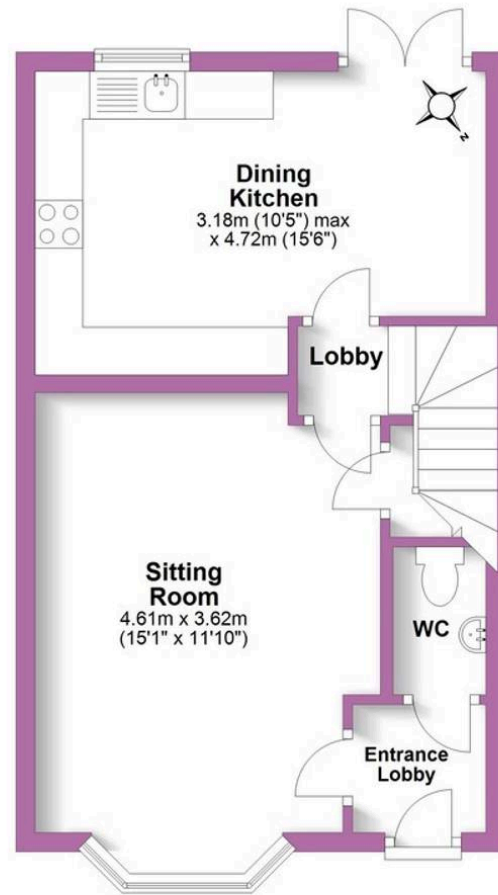 Dining
Kitchen
3.18m (10'5") max
x 4.72m (15'6")
N
Lobby
Sitting
Room
4.61m x 3.62m
(15'1" x 11'10")
WC
Entrance
Lobby